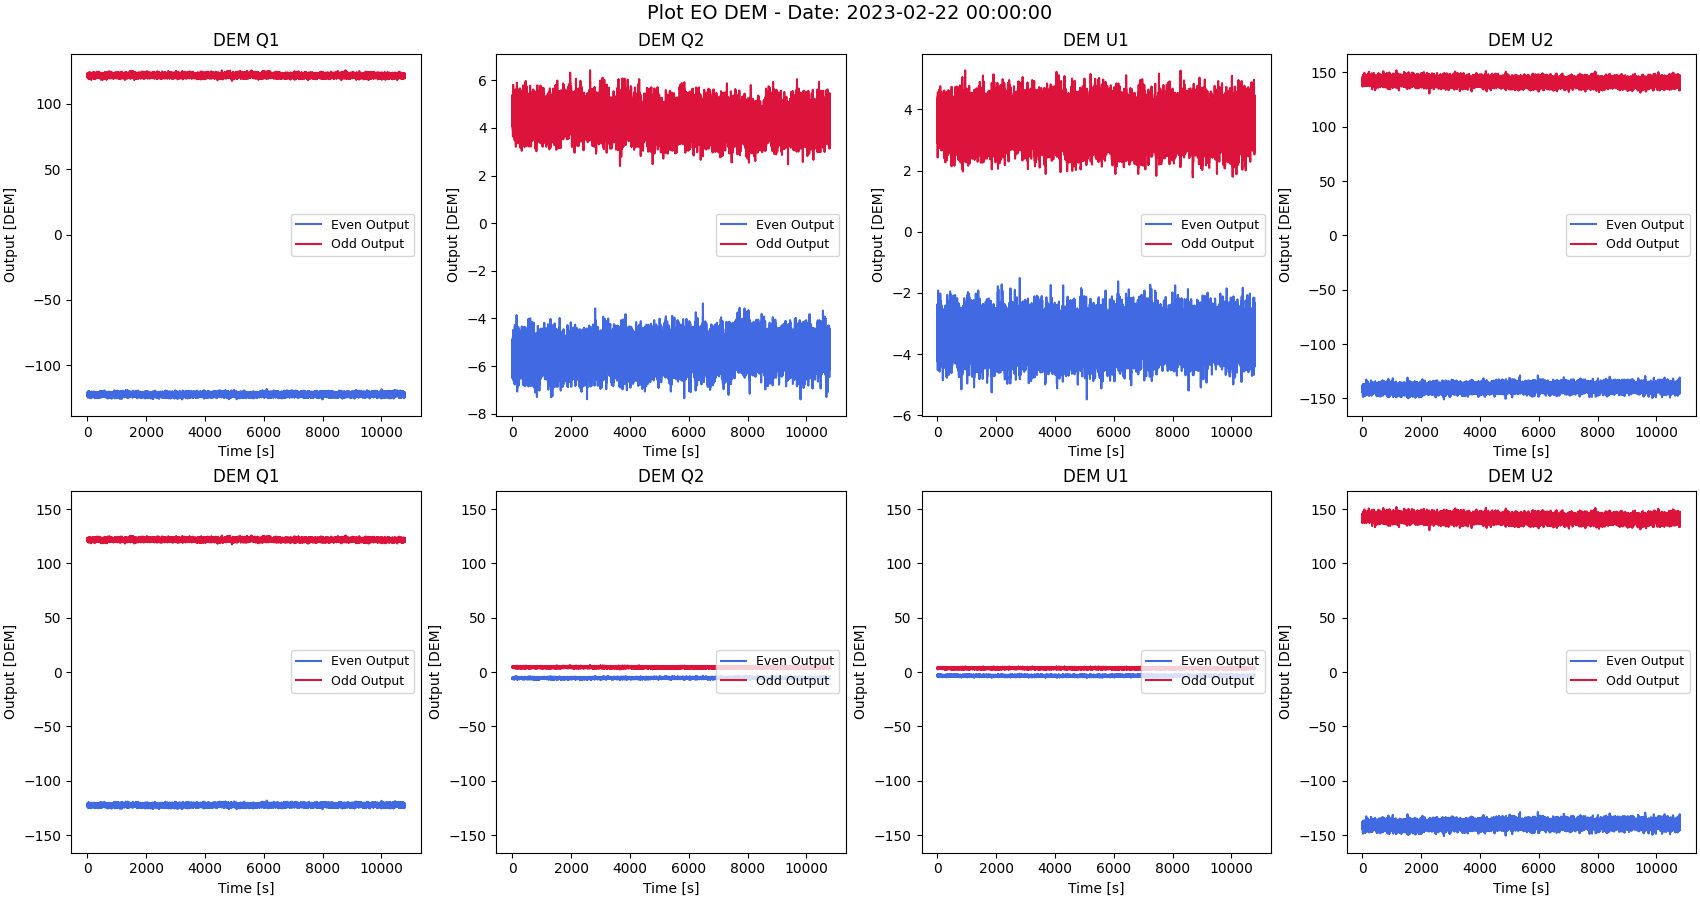 Plot EO DEM - Date: 2023-02-22 00:00:00
DEM Q1
Output [DEM]
100
50
0
−50
−100
Even Output
Odd Output
0 2000 4000 6000 8000 10000
Time [s]
DEM Q2
Output [DEM]
6
4
2
0
−2
−4
−6
−8
Even Output
Odd Output
0 2000 4000 6000 8000 10000
Time [s]
DEM U1
Output [DEM]
4
2
0
−2
−4
−6
Even Output
Odd Output
0 2000 4000 6000 8000 10000
Time [s]
DEM U2
Output [DEM]
150
100
50
0
−50
−100
−150
Even Output
Odd Output
0 2000 4000 6000 8000 10000
Time [s]
DEM Q1
Output [DEM]
150
100
50
0
−50
−100
−150
Even Output
Odd Output
0 2000 4000 6000 8000 10000
Time [s]
DEM Q2
Output [DEM]
150
100
50
0
−50
−100
−150
Even Output
Odd Output
0 2000 4000 6000 8000 10000
Time [s]
DEM U1
Output [DEM]
150
100
50
0
−50
−100
−150
Even Output
Odd Output
0 2000 4000 6000 8000 10000
Time [s]
DEM U2
Output [DEM]
150
100
50
0
−50
−100
−150
Even Output
Odd Output
0 2000 4000 6000 8000 10000
Time [s]